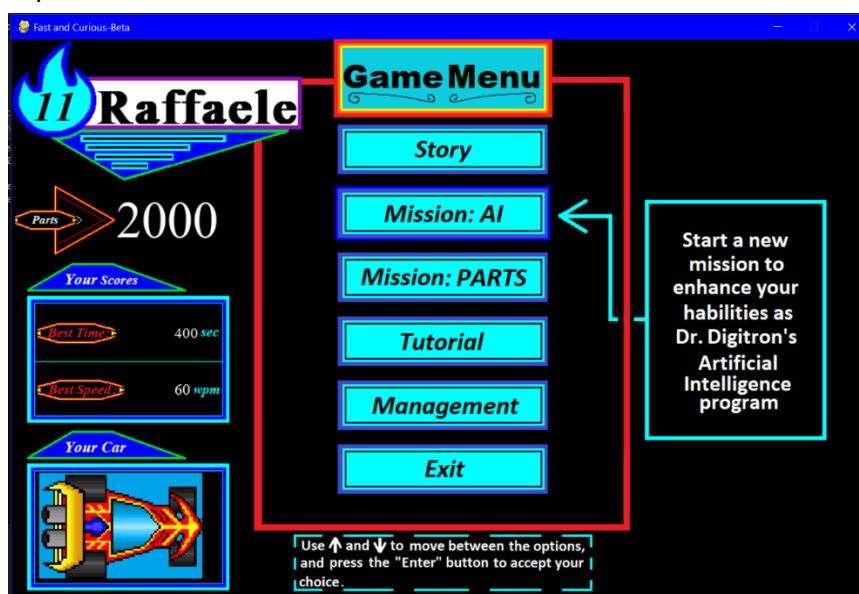 Fast and Curious-Beta
11 Raffaele
Parts 2000
Your Scores
Best Time: 400 sec
Best Speed: 60 wpm
Your Car
Game Menu
Story
Mission: AI
Mission: PARTS
Tutorial
Management
Exit
Start a new
mission to
enhance your
habilities as
Dr. Digitron's
Artificial
Intelligence
program
Use ↑ and ↓ to move between the options,
and press the "Enter" button to accept your
choice.